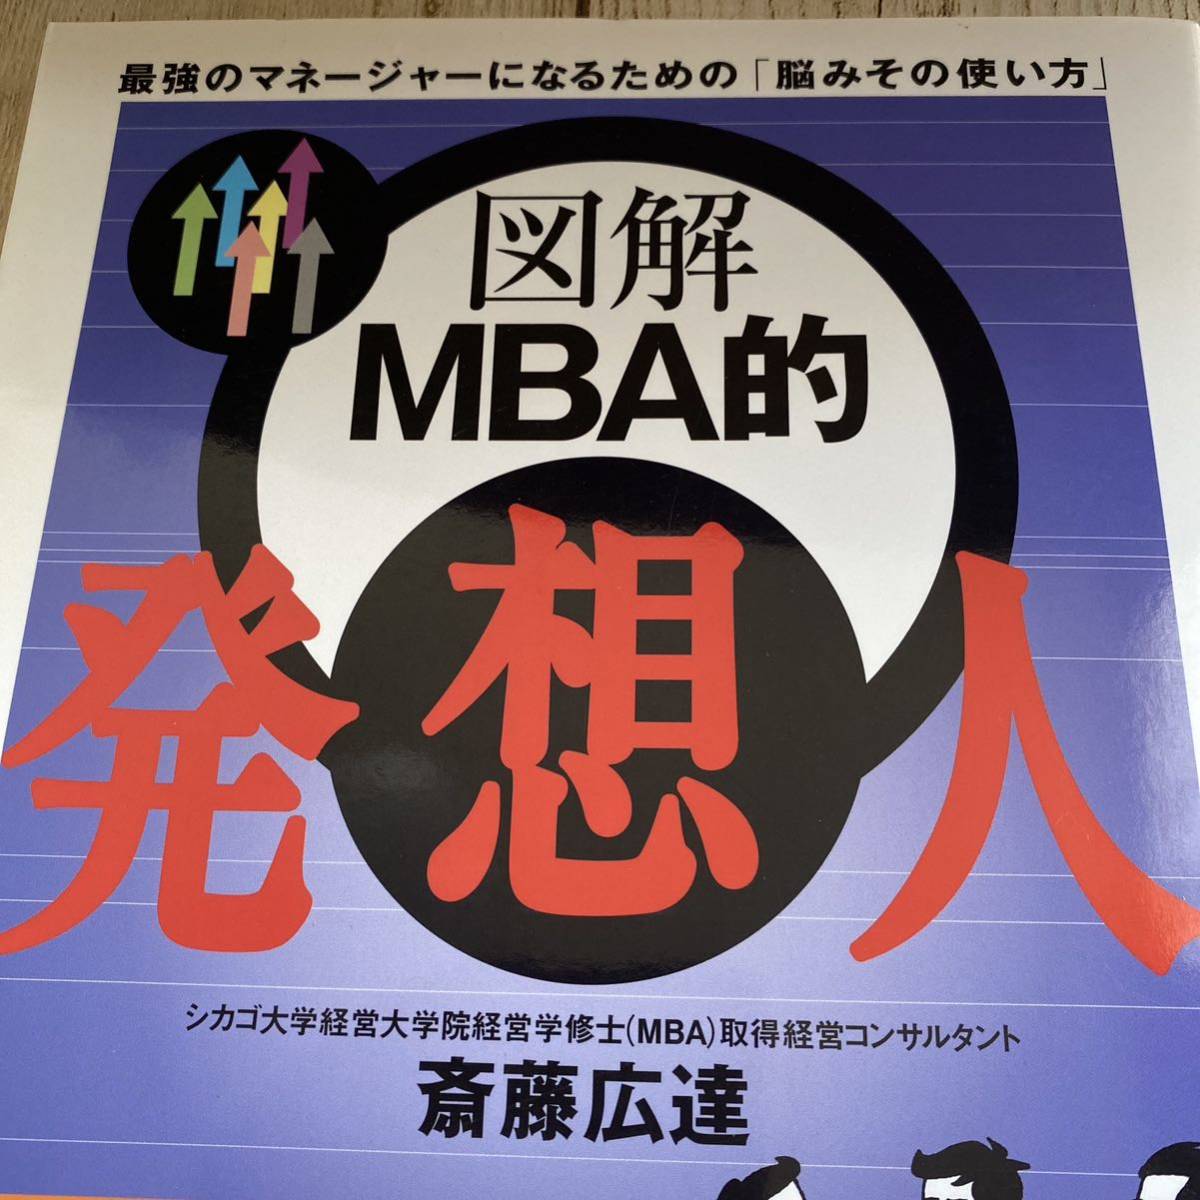 最強のマネージャーになるための「脳みその使い方」
図解
MBA的
発想人
シカゴ大学経営大学院経営学修士(MBA)取得経営コンサルタント
斎藤広達